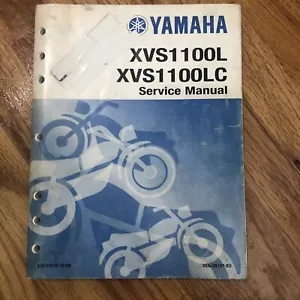 YAMAHA
XVS1100L
XVS1100LC
Service Manual